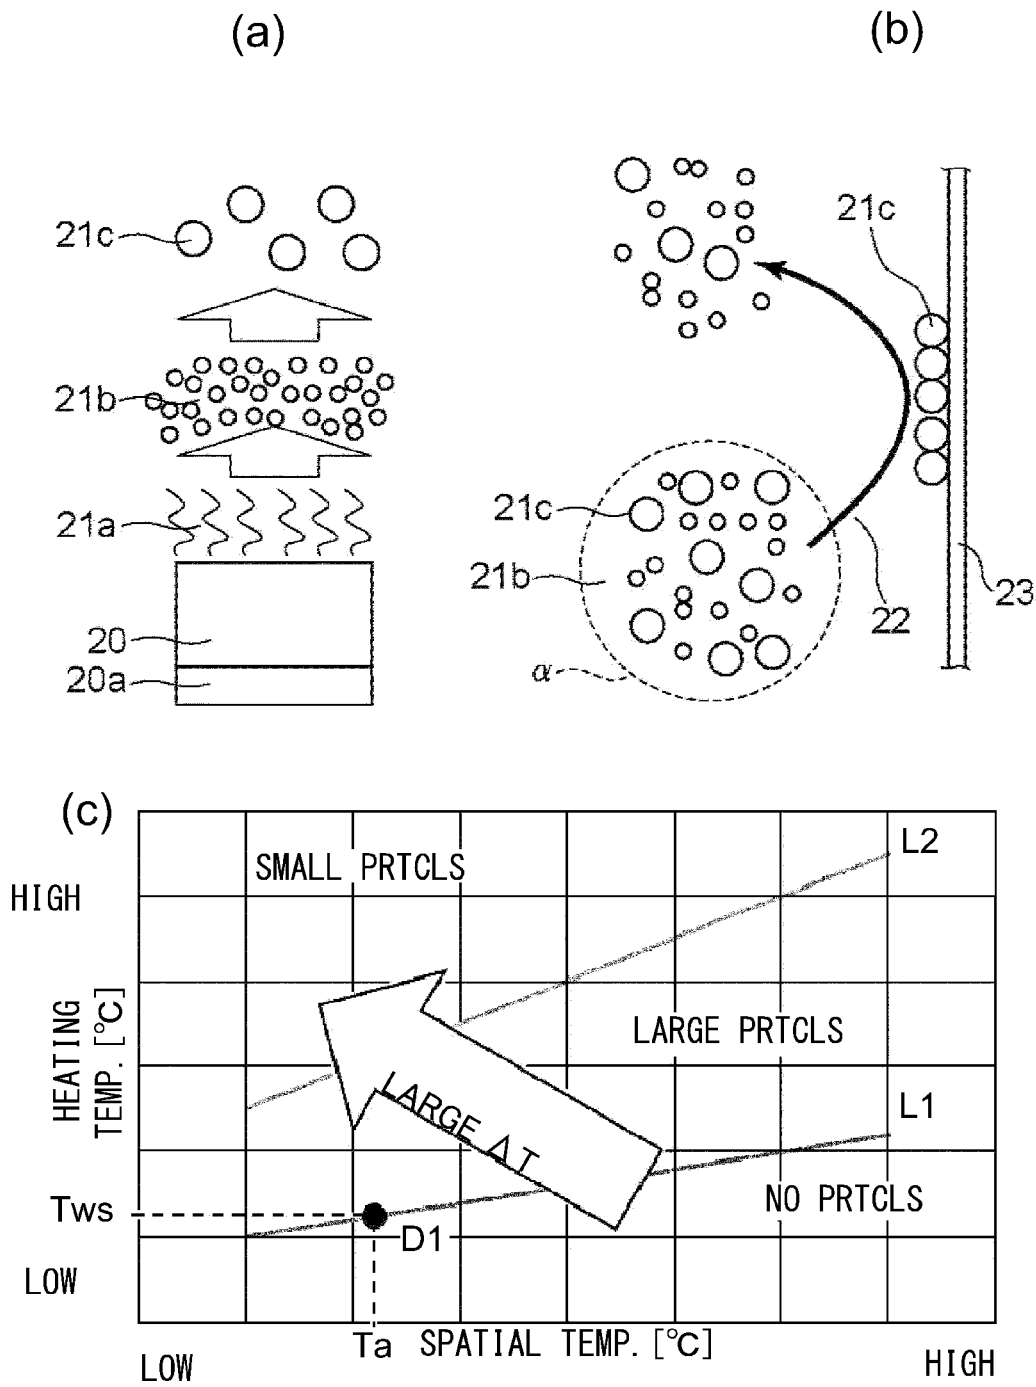 (a)
(b)
21c
21b
21a
20
20a
21c
21c
21b
22
23
α
(c)
L2
SMALL PRTCLS
HIGH
HEATING
TEMP. [℃]
LARGE PRTCLS
LARGE Δ T
L1
NO PRTCLS
Tws
D1
LOW
Ta SPATIAL TEMP. [℃]
LOW
HIGH